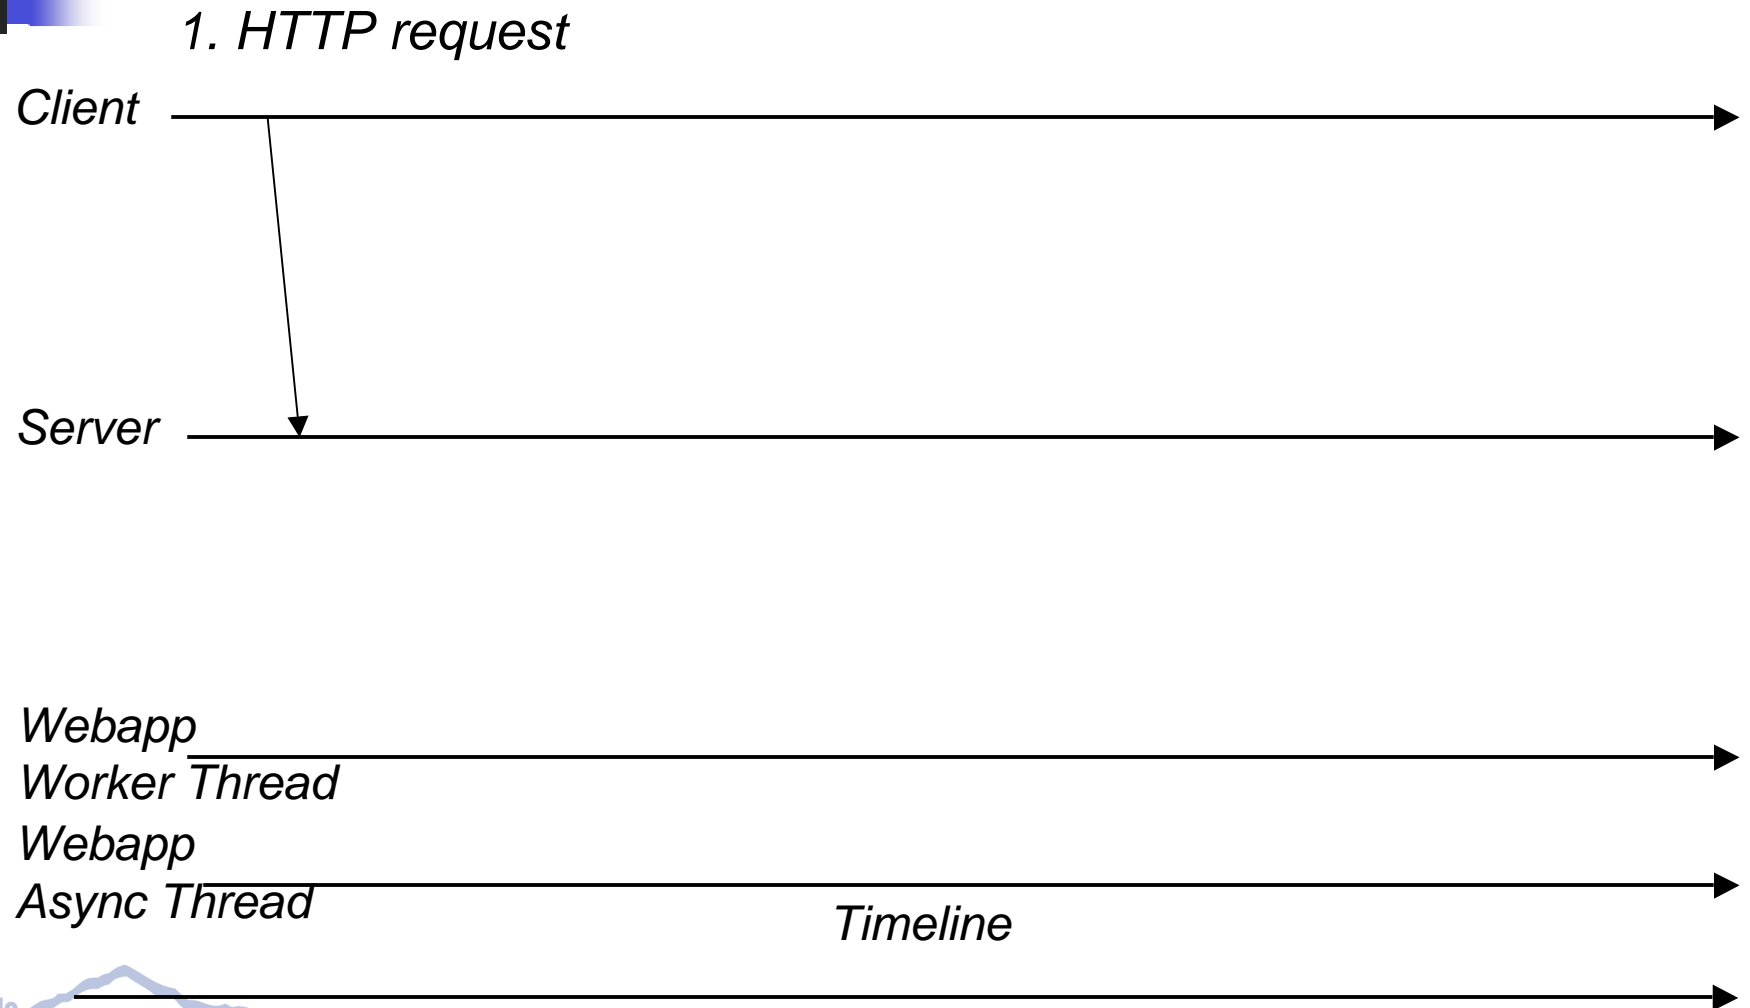 1. HTTP request
Client
Server
Webapp
Worker Thread
Webapp
Async Thread
Timeline